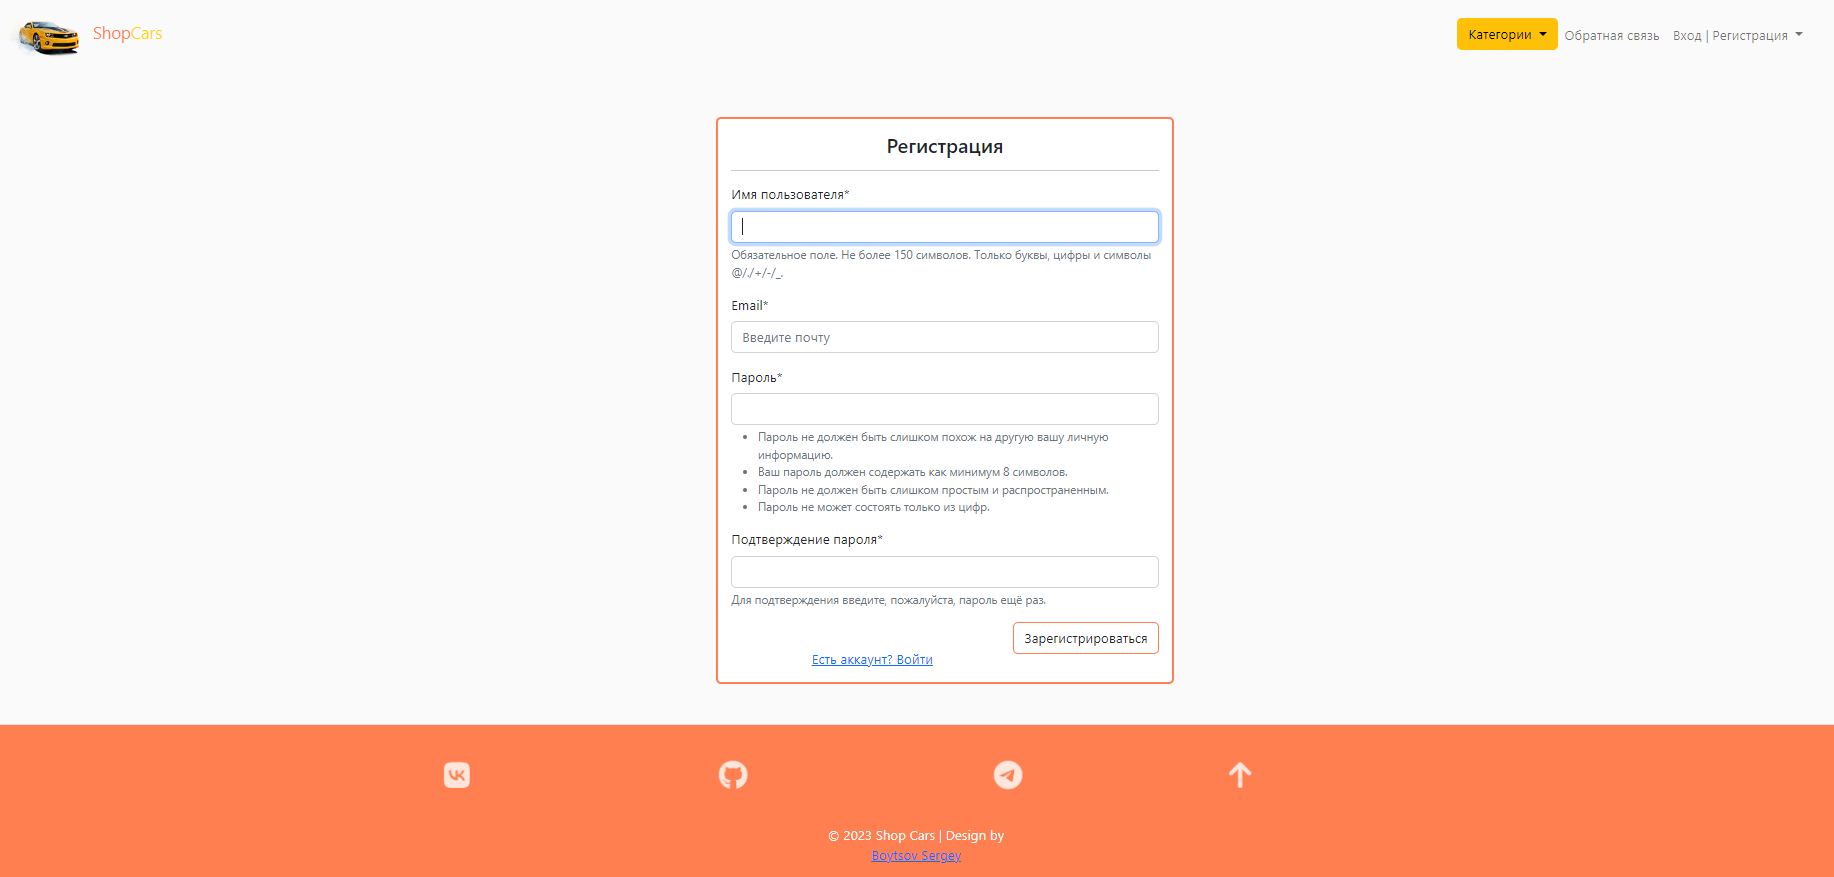 ShopCars
Категории
Обратная связь
Вход | Регистрация
Регистрация
Имя пользователя*
Обязательное поле. Не более 150 символов. Только буквы, цифры и символы
@/./+/-/_.
Email*
Введите почту
Пароль*
• Пароль не должен быть слишком похож на другую вашу личную
информацию.
• Ваш пароль должен содержать как минимум 8 символов.
• Пароль не должен быть слишком простым и распространенным.
• Пароль не может состоять только из цифр.
Подтверждение пароля*
Для подтверждения введите, пожалуйста, пароль ещё раз.
Зарегистрироваться
Есть аккаунт? Войти
© 2023 Shop Cars | Design by
Boytsov Sergey